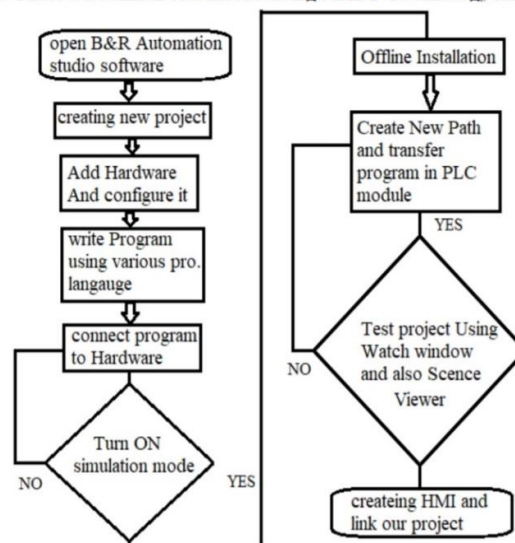 open B&R Automation
studio software
creating new project
Add Hardware
And configure it
write Program
using various pro.
langauge
connect program
to Hardware
Turn ON
simulation mode
NO
YES
Offline Installation
Create New Path
and transfer
program in PLC
module
YES
Test project Using
Watch window
and also Scence
Viewer
NO
createing HMI and
link our project